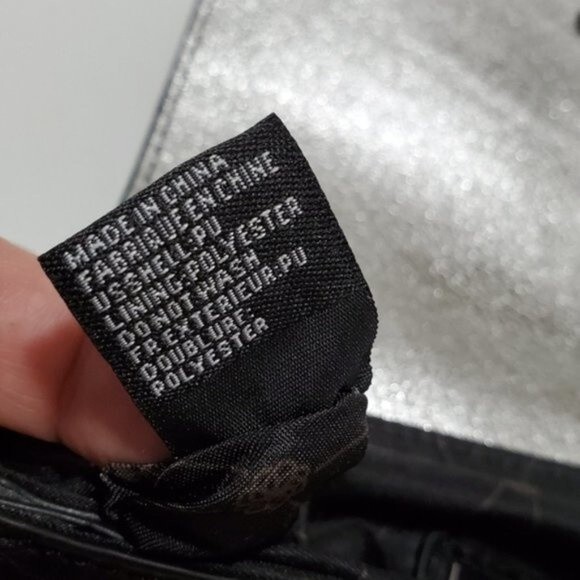 MADE IN CHINA
FABRIQUE EN CHINE
US SHELL:PU
LINING:POLYESTER
DO NOT WASH
FR EXTERIEUR:PU
DOUBLURE:
POLYESTER